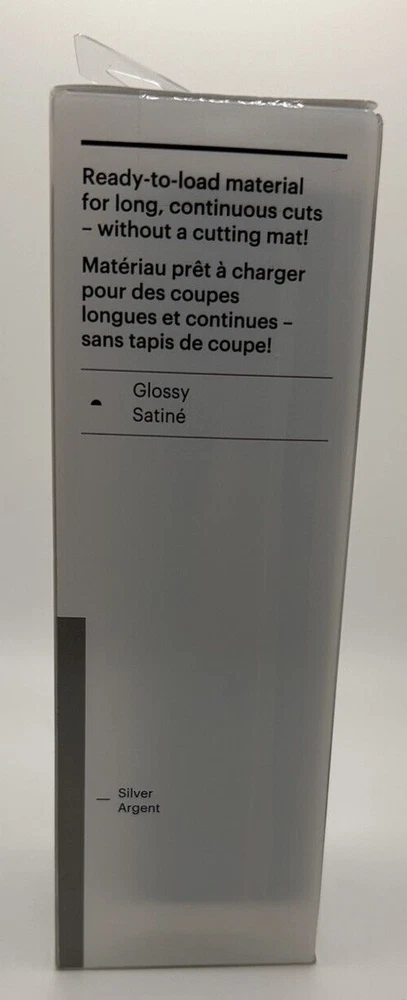 Ready-to-load material
for long, continuous cuts
– without a cutting mat!
Matériau prêt à charger
pour des coupes
longues et continues –
sans tapis de coupe!
Glossy
Satiné
Silver
Argent